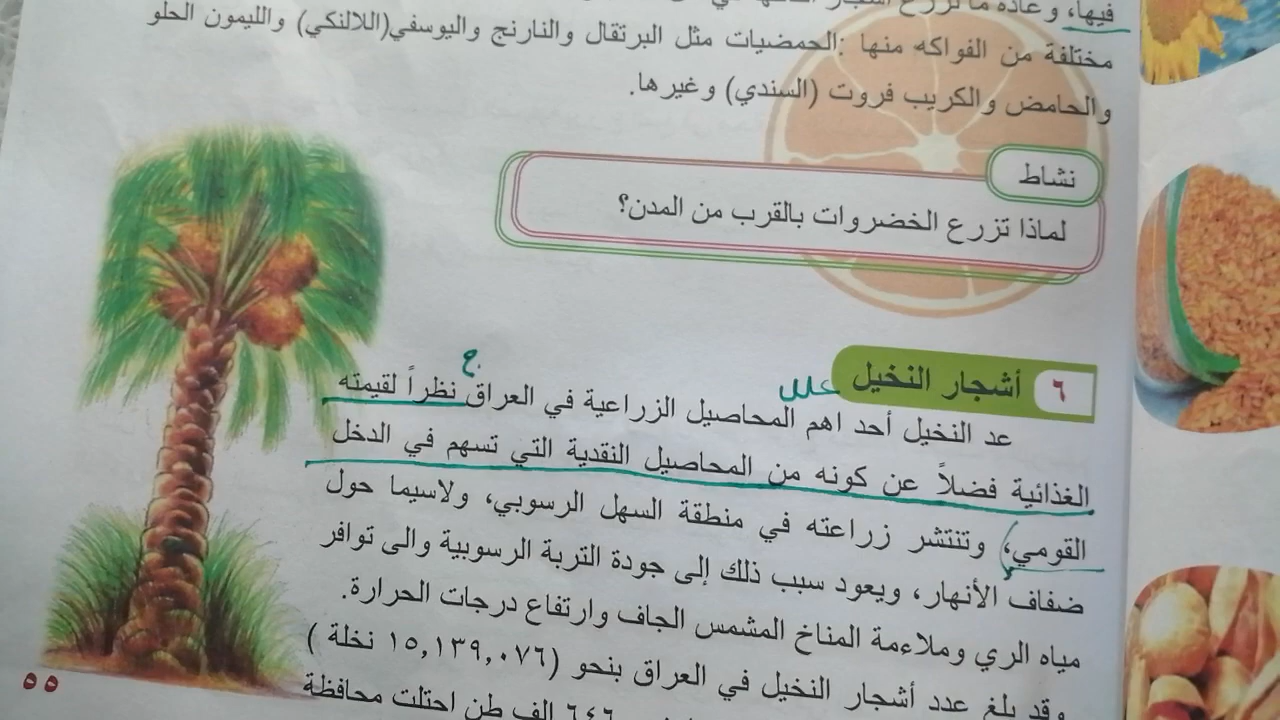 فيها، وعادة ما تزرع أشجار
مختلفة من الفواكه منها :الحمضيات مثل البرتقال والنارنج واليوسفي(اللالنكي) والليمون الحلو
والحامض والكريب فروت (السندي) وغيرها.
نشاط
لماذا تزرع الخضروات بالقرب من المدن؟
٦ أشجار النخيل
علل
ج
عد النخيل أحد اهم المحاصيل الزراعية في العراق نظراً لقيمته
الغذائية فضلاً عن كونه من المحاصيل النقدية التي تسهم في الدخل
القومي، وتنتشر زراعته في منطقة السهل الرسوبي، ولاسيما حول
ضفاف الأنهار، ويعود سبب ذلك إلى جودة التربة الرسوبية والى توافر
مياه الري وملاءمة المناخ المشمس الجاف وارتفاع درجات الحرارة.
وقد بلغ عدد أشجار النخيل في العراق بنحو (١٥,١٣٩,٠٧٦ نخلة )
٦٤٦ الف طن احتلت محافظة
٥٥